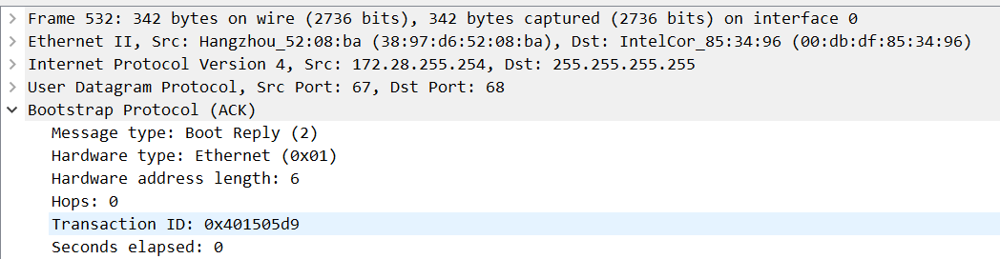 Frame 532: 342 bytes on wire (2736 bits), 342 bytes captured (2736 bits) on interface 0
Ethernet II, Src: Hangzhou_52:08:ba (38:97:d6:52:08:ba), Dst: IntelCor_85:34:96 (00:db:df:85:34:96)
Internet Protocol Version 4, Src: 172.28.255.254, Dst: 255.255.255.255
User Datagram Protocol, Src Port: 67, Dst Port: 68
Bootstrap Protocol (ACK)
Message type: Boot Reply (2)
Hardware type: Ethernet (0x01)
Hardware address length: 6
Hops: 0
Transaction ID: 0x401505d9
Seconds elapsed: 0